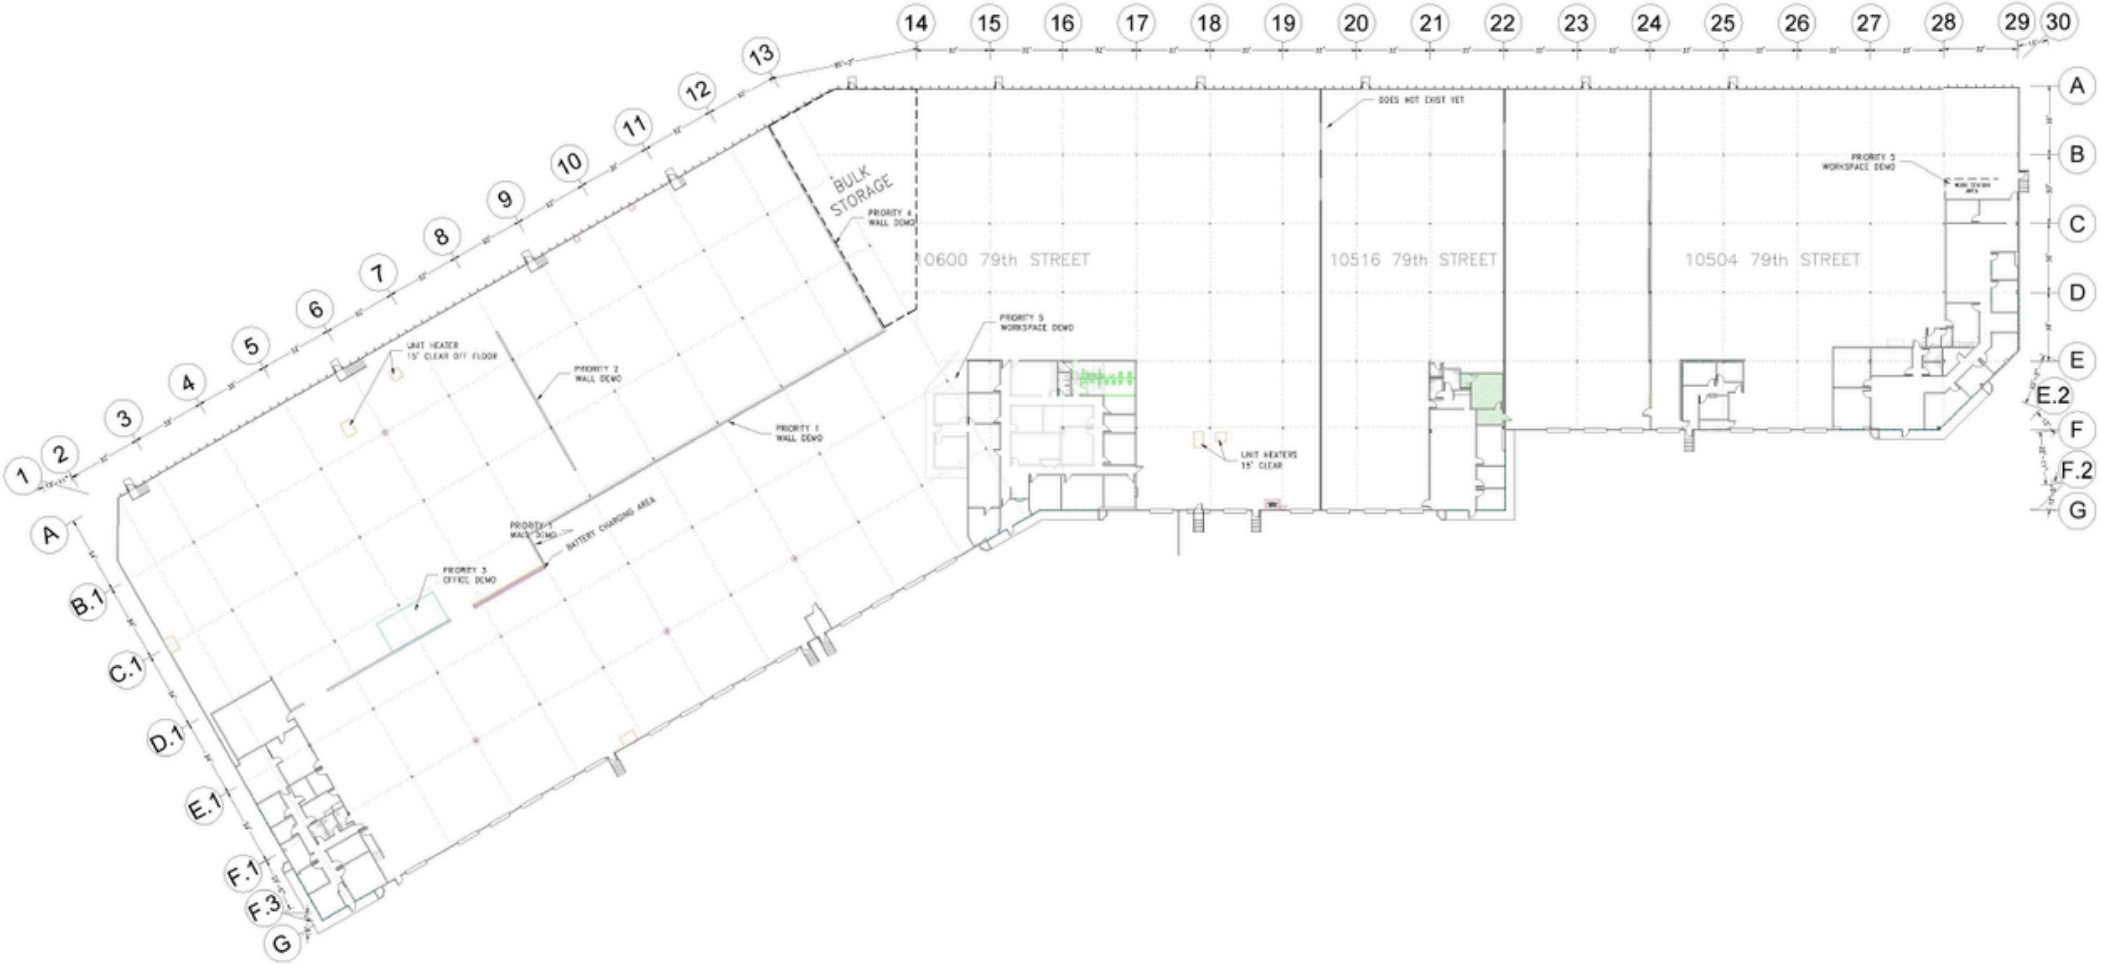 14 15 16 17 18 19 20 21 22 23 24 25 26 27 28 29 30
13
12
11
10
9
8
7
6
5
4
3
2
1
A
B
C
D
E
E.2
F
F.2
G
A
B.1
C.1
D.1
E.1
F.1
F.3
G
DOES NOT EXIST YET
PRIORITY 5
WORKSPACE DEMO
WORK STATION
AREA
BULK
STORAGE
PRIORITY 4
WALL DEMO
10600 79th STREET
10516 79th STREET
10504 79th STREET
PRIORITY 5
WORKSPACE DEMO
UNIT HEATER
15' CLEAR OFF FLOOR
PRIORITY 2
WALL DEMO
PRIORITY 1
WALL DEMO
UNIT HEATERS
15' CLEAR
PRIORITY 1
WALL DEMO
BATTERY CHARGING AREA
PRIORITY 3
OFFICE DEMO